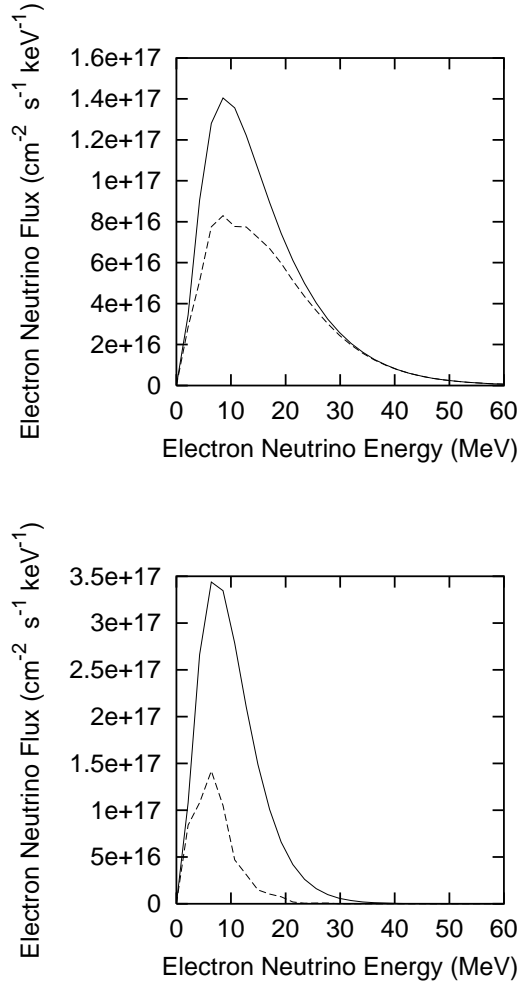 Electron Neutrino Flux (cm⁻² s⁻¹ keV⁻¹)
1.6e+17
1.4e+17
1.2e+17
1e+17
8e+16
6e+16
4e+16
2e+16
0
0 10 20 30 40 50 60
Electron Neutrino Energy (MeV)
Electron Neutrino Flux (cm⁻² s⁻¹ keV⁻¹)
3.5e+17
3e+17
2.5e+17
2e+17
1.5e+17
1e+17
5e+16
0
0 10 20 30 40 50 60
Electron Neutrino Energy (MeV)